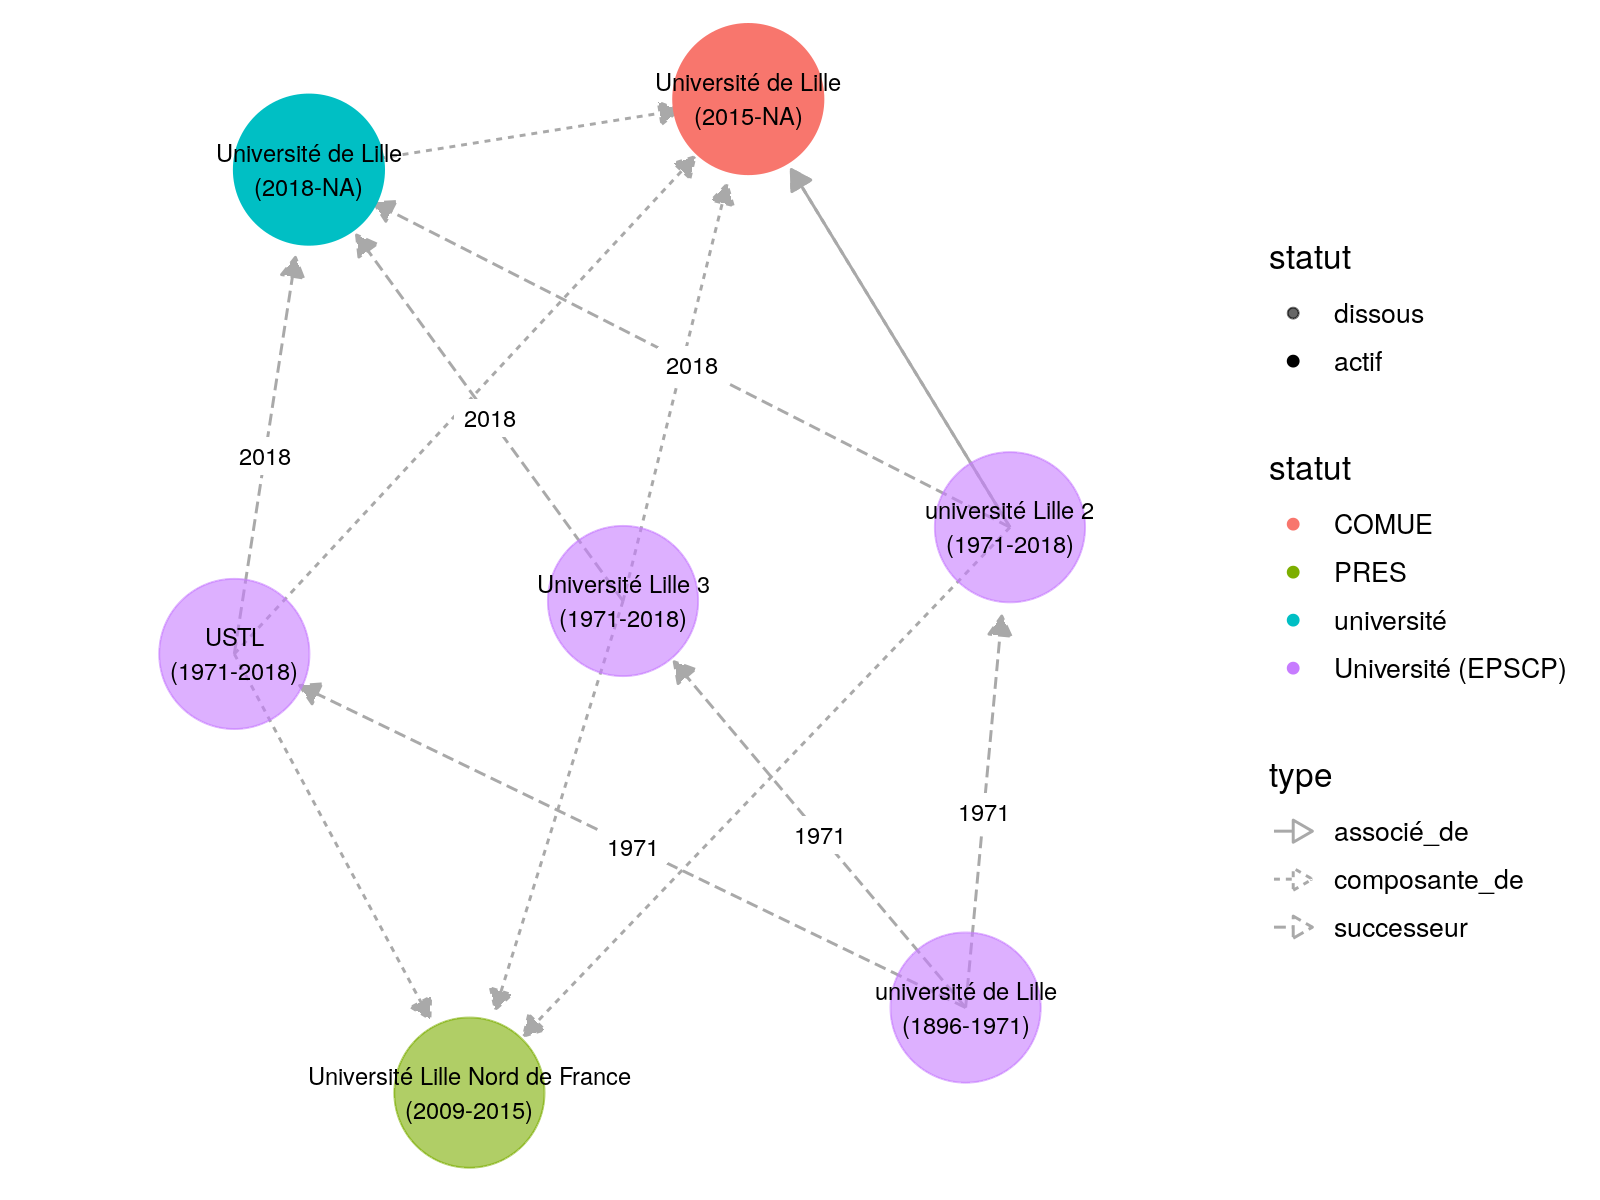 Université de Lille
(2015-NA)
Université de Lille
(2018-NA)
2018
2018
2018
université Lille 2
(1971-2018)
Université Lille 3
(1971-2018)
USTL
(1971-2018)
1971
1971
1971
université de Lille
(1896-1971)
Université Lille Nord de France
(2009-2015)
statut
dissous
actif
statut
COMUE
PRES
université
Université (EPSCP)
type
associé_de
composante_de
successeur